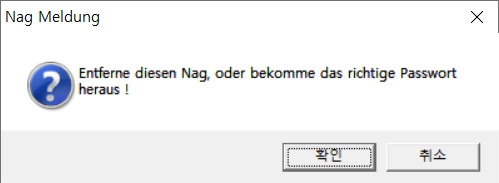 Nag Meldung
Entferne diesen Nag, oder bekomme das richtige Passwort
heraus !
확인
취소